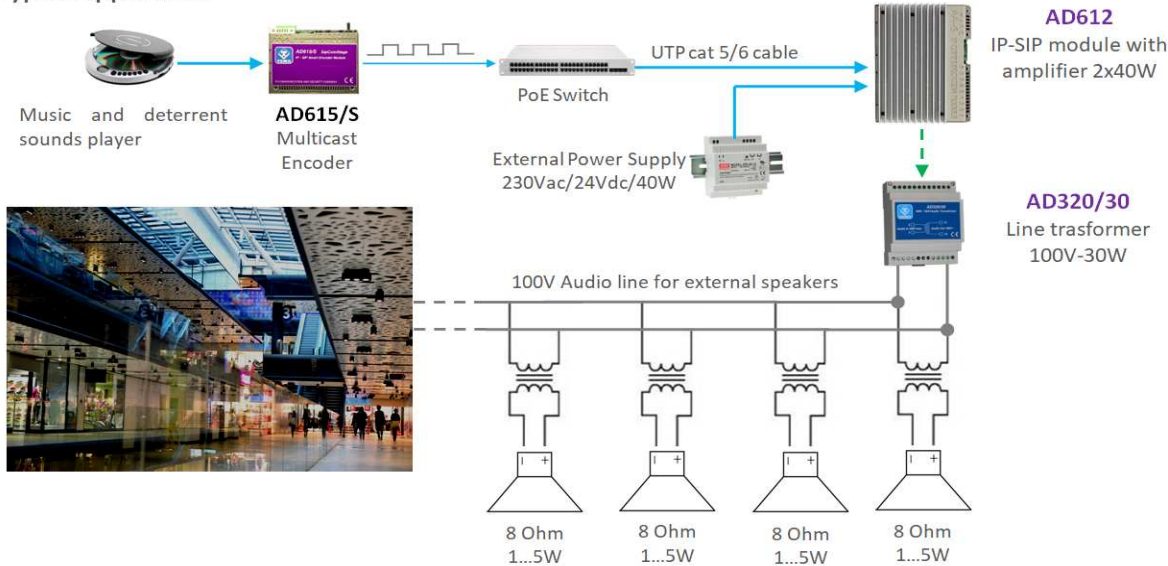 Music and deterrent
sounds player
AD615/S
Multicast
Encoder
PoE Switch
UTP cat 5/6 cable
External Power Supply
230Vac/24Vdc/40W
AD612
IP-SIP module with
amplifier 2x40W
AD320/30
Line trasformer
100V-30W
100V Audio line for external speakers
8 Ohm
1...5W
8 Ohm
1...5W
8 Ohm
1...5W
8 Ohm
1...5W